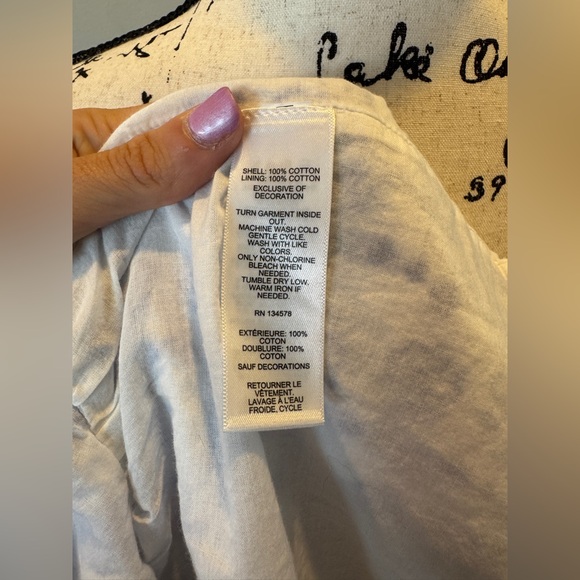 Lake
39
SHELL: 100% COTTON
LINING: 100% COTTON
EXCLUSIVE OF
DECORATION
TURN GARMENT INSIDE
OUT.
MACHINE WASH COLD
GENTLE CYCLE.
WASH WITH LIKE
COLORS.
ONLY NON-CHLORINE
BLEACH WHEN
NEEDED.
TUMBLE DRY LOW.
WARM IRON IF
NEEDED.
RN 134578
EXTÉRIEURE: 100%
COTON
DOUBLURE: 100%
COTON
SAUF DECORATIONS
RETOURNER LE
VÊTEMENT.
LAVAGE À L'EAU
FROIDE, CYCLE